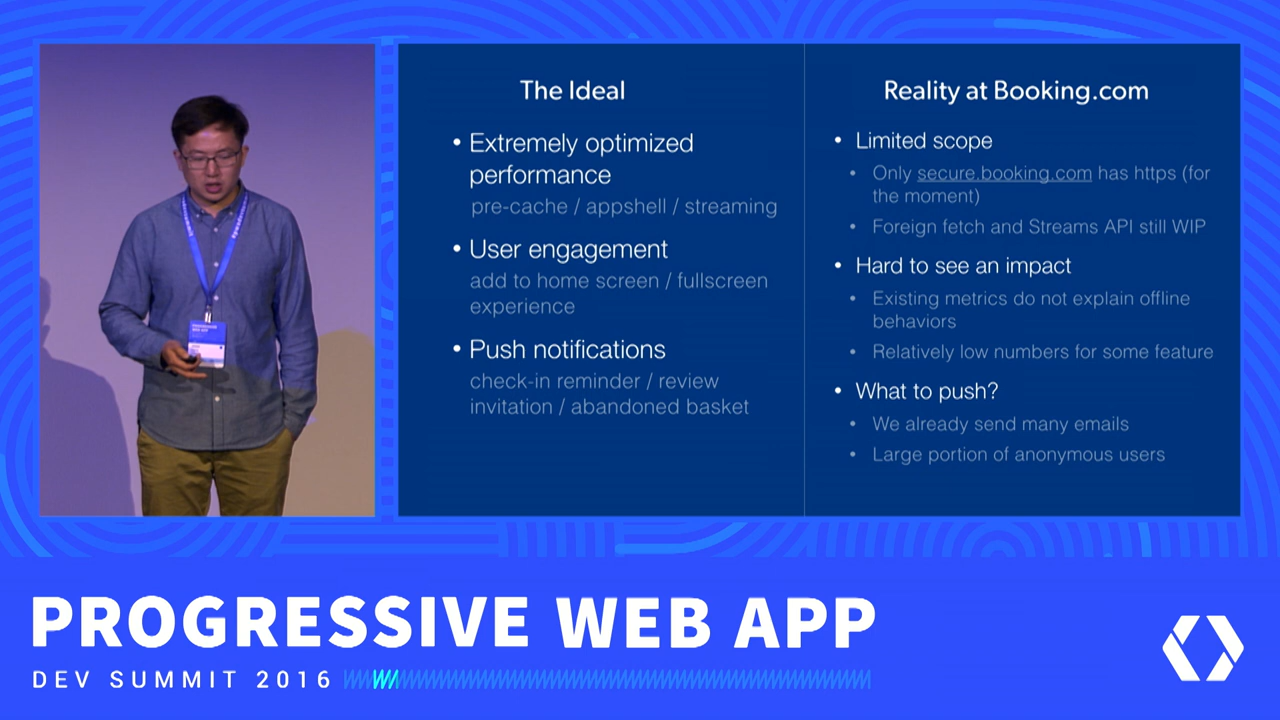 The Ideal
• Extremely optimized
performance
pre-cache / appshell / streaming
• User engagement
add to home screen / fullscreen
experience
• Push notifications
check-in reminder / review
invitation / abandoned basket
Reality at Booking.com
• Limited scope
• Only secure.booking.com has https (for
the moment)
• Foreign fetch and Streams API still WIP
• Hard to see an impact
• Existing metrics do not explain offline
behaviors
• Relatively low numbers for some feature
• What to push?
• We already send many emails
• Large portion of anonymous users
PROGRESSIVE WEB APP
DEV SUMMIT 2016